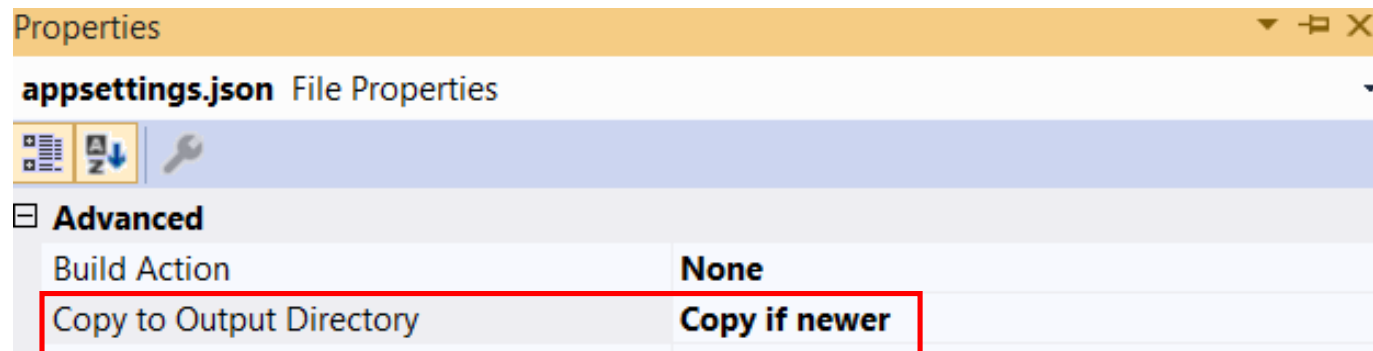 Properties
appsettings.json File Properties
Advanced
Build Action None
Copy to Output Directory Copy if newer